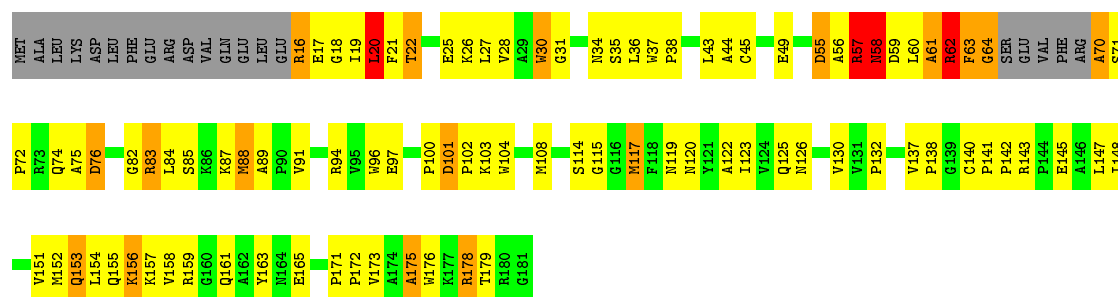 MET ALA LEU LYS ASP LEU PHE GLU ARG ASP VAL GLN GLU LEU GLU R16 E17 G18 I19 L20 F21 T22 E25 K26 L27 V28 A29 W30 G31 N34 S35 L36 W37 P38 L43 A44 C45 E49 D55 A56 R57 N58 D59 L60 A61 R62 F63 G64 SER GLU VAL PHE ARG A70 S71
P72 R73 Q74 A75 D76 G82 R83 L84 S85 K86 K87 M88 A89 P90 V91 R94 V95 W96 E97 P100 D101 P102 K103 W104 M108 S114 G115 G116 M117 F118 N119 N120 Y121 A122 I123 V124 Q125 N126 V130 V131 P132 V137 P138 G139 C140 P141 P142 R143 P144 E145 A146 L147
V151 M152 Q153 L154 Q155 K156 K157 V158 R159 G160 Q161 A162 Y163 N164 E165 P171 P172 V173 A174 A175 W176 K177 R178 T179 R180 G181